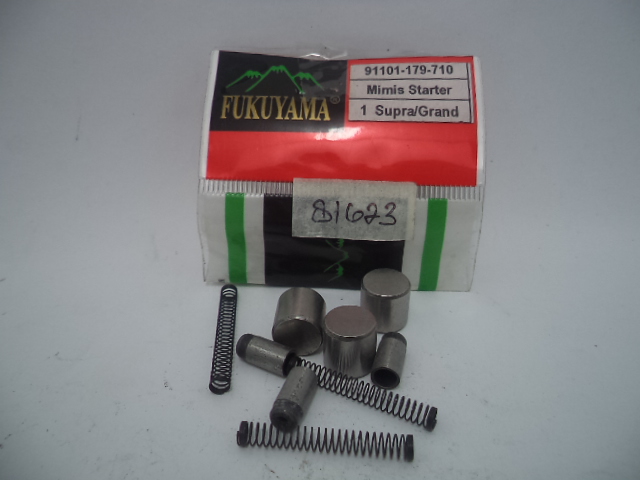 FUKUYAMA®
91101-179-710
Mimis Starter
1 Supra/Grand
81623